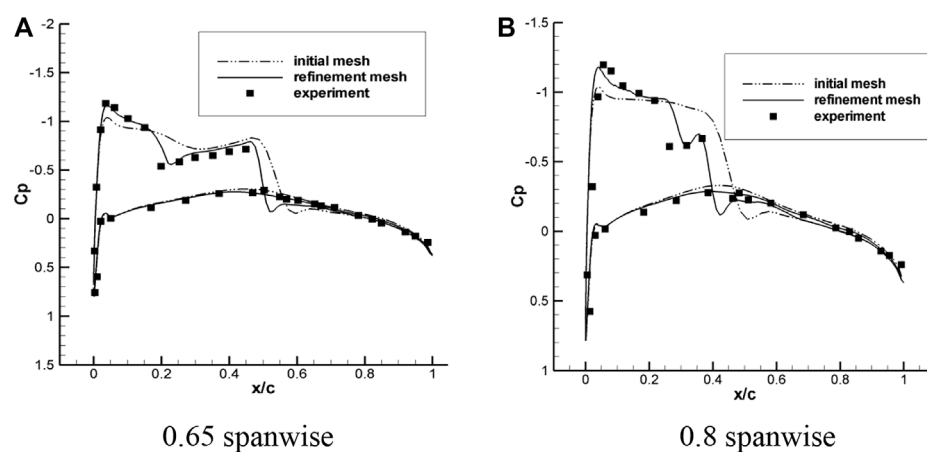 A
-2
-1.5
-1
-0.5
0
0.5
1
1.5
Cp
initial mesh
refinement mesh
experiment
0 0.2 0.4 0.6 0.8 1
x/c
0.65 spanwise
B
-1.5
-1
-0.5
0
0.5
1
Cp
initial mesh
refinement mesh
experiment
0 0.2 0.4 0.6 0.8 1
x/c
0.8 spanwise